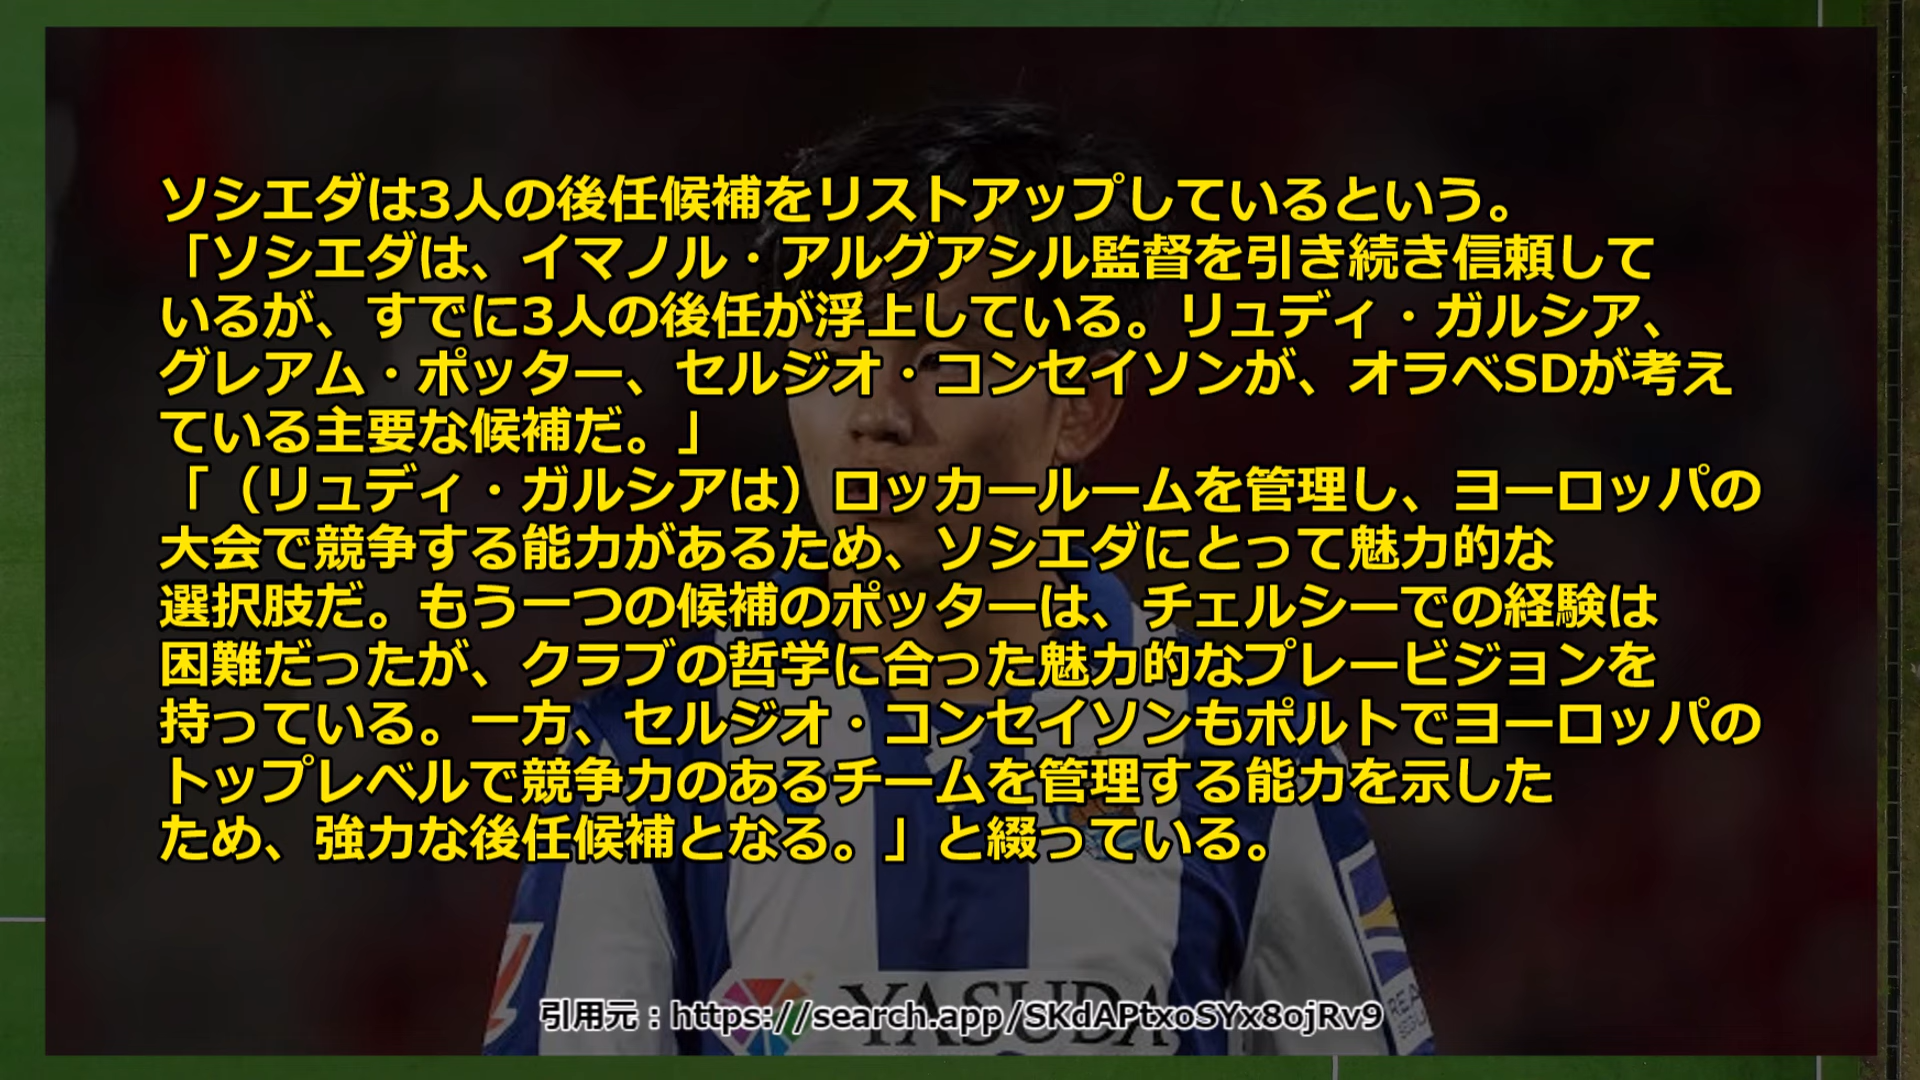 ソシエダは3人の後任候補をリストアップしているという。
「ソシエダは、イマノル・アルグアシル監督を引き続き信頼して
いるが、すでに3人の後任が浮上している。リュディ・ガルシア、
グレアム・ポッター、セルジオ・コンセイソンが、オラベSDが考え
ている主要な候補だ。」
「（リュディ・ガルシアは）ロッカールームを管理し、ヨーロッパの
大会で競争する能力があるため、ソシエダにとって魅力的な
選択肢だ。もう一つの候補のポッターは、チェルシーでの経験は
困難だったが、クラブの哲学に合った魅力的なプレービジョンを
持っている。一方、セルジオ・コンセイソンもポルトでヨーロッパの
トップレベルで競争力のあるチームを管理する能力を示した
ため、強力な後任候補となる。」と綴っている。
YASUDA
引用元：https://search.app/SKdAPtxoSYx8ojRv9